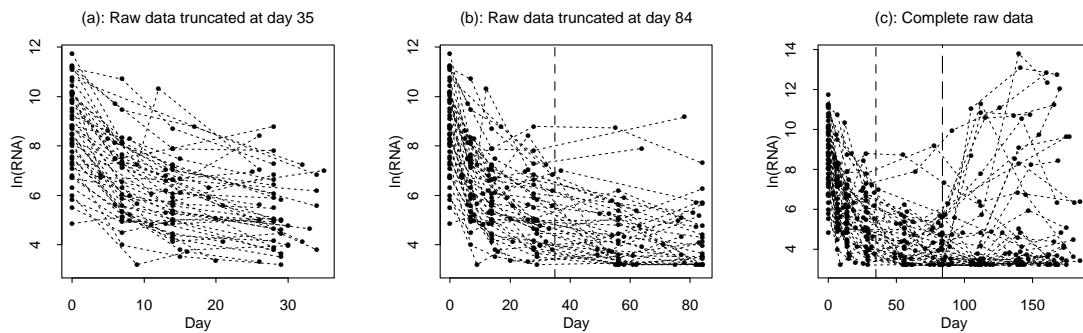 (a): Raw data truncated at day 35
ln(RNA)
12
10
8
6
4
0 10 20 30
Day
(b): Raw data truncated at day 84
ln(RNA)
12
10
8
6
4
0 20 40 60 80
Day
(c): Complete raw data
ln(RNA)
14
12
10
8
6
4
0 50 100 150
Day